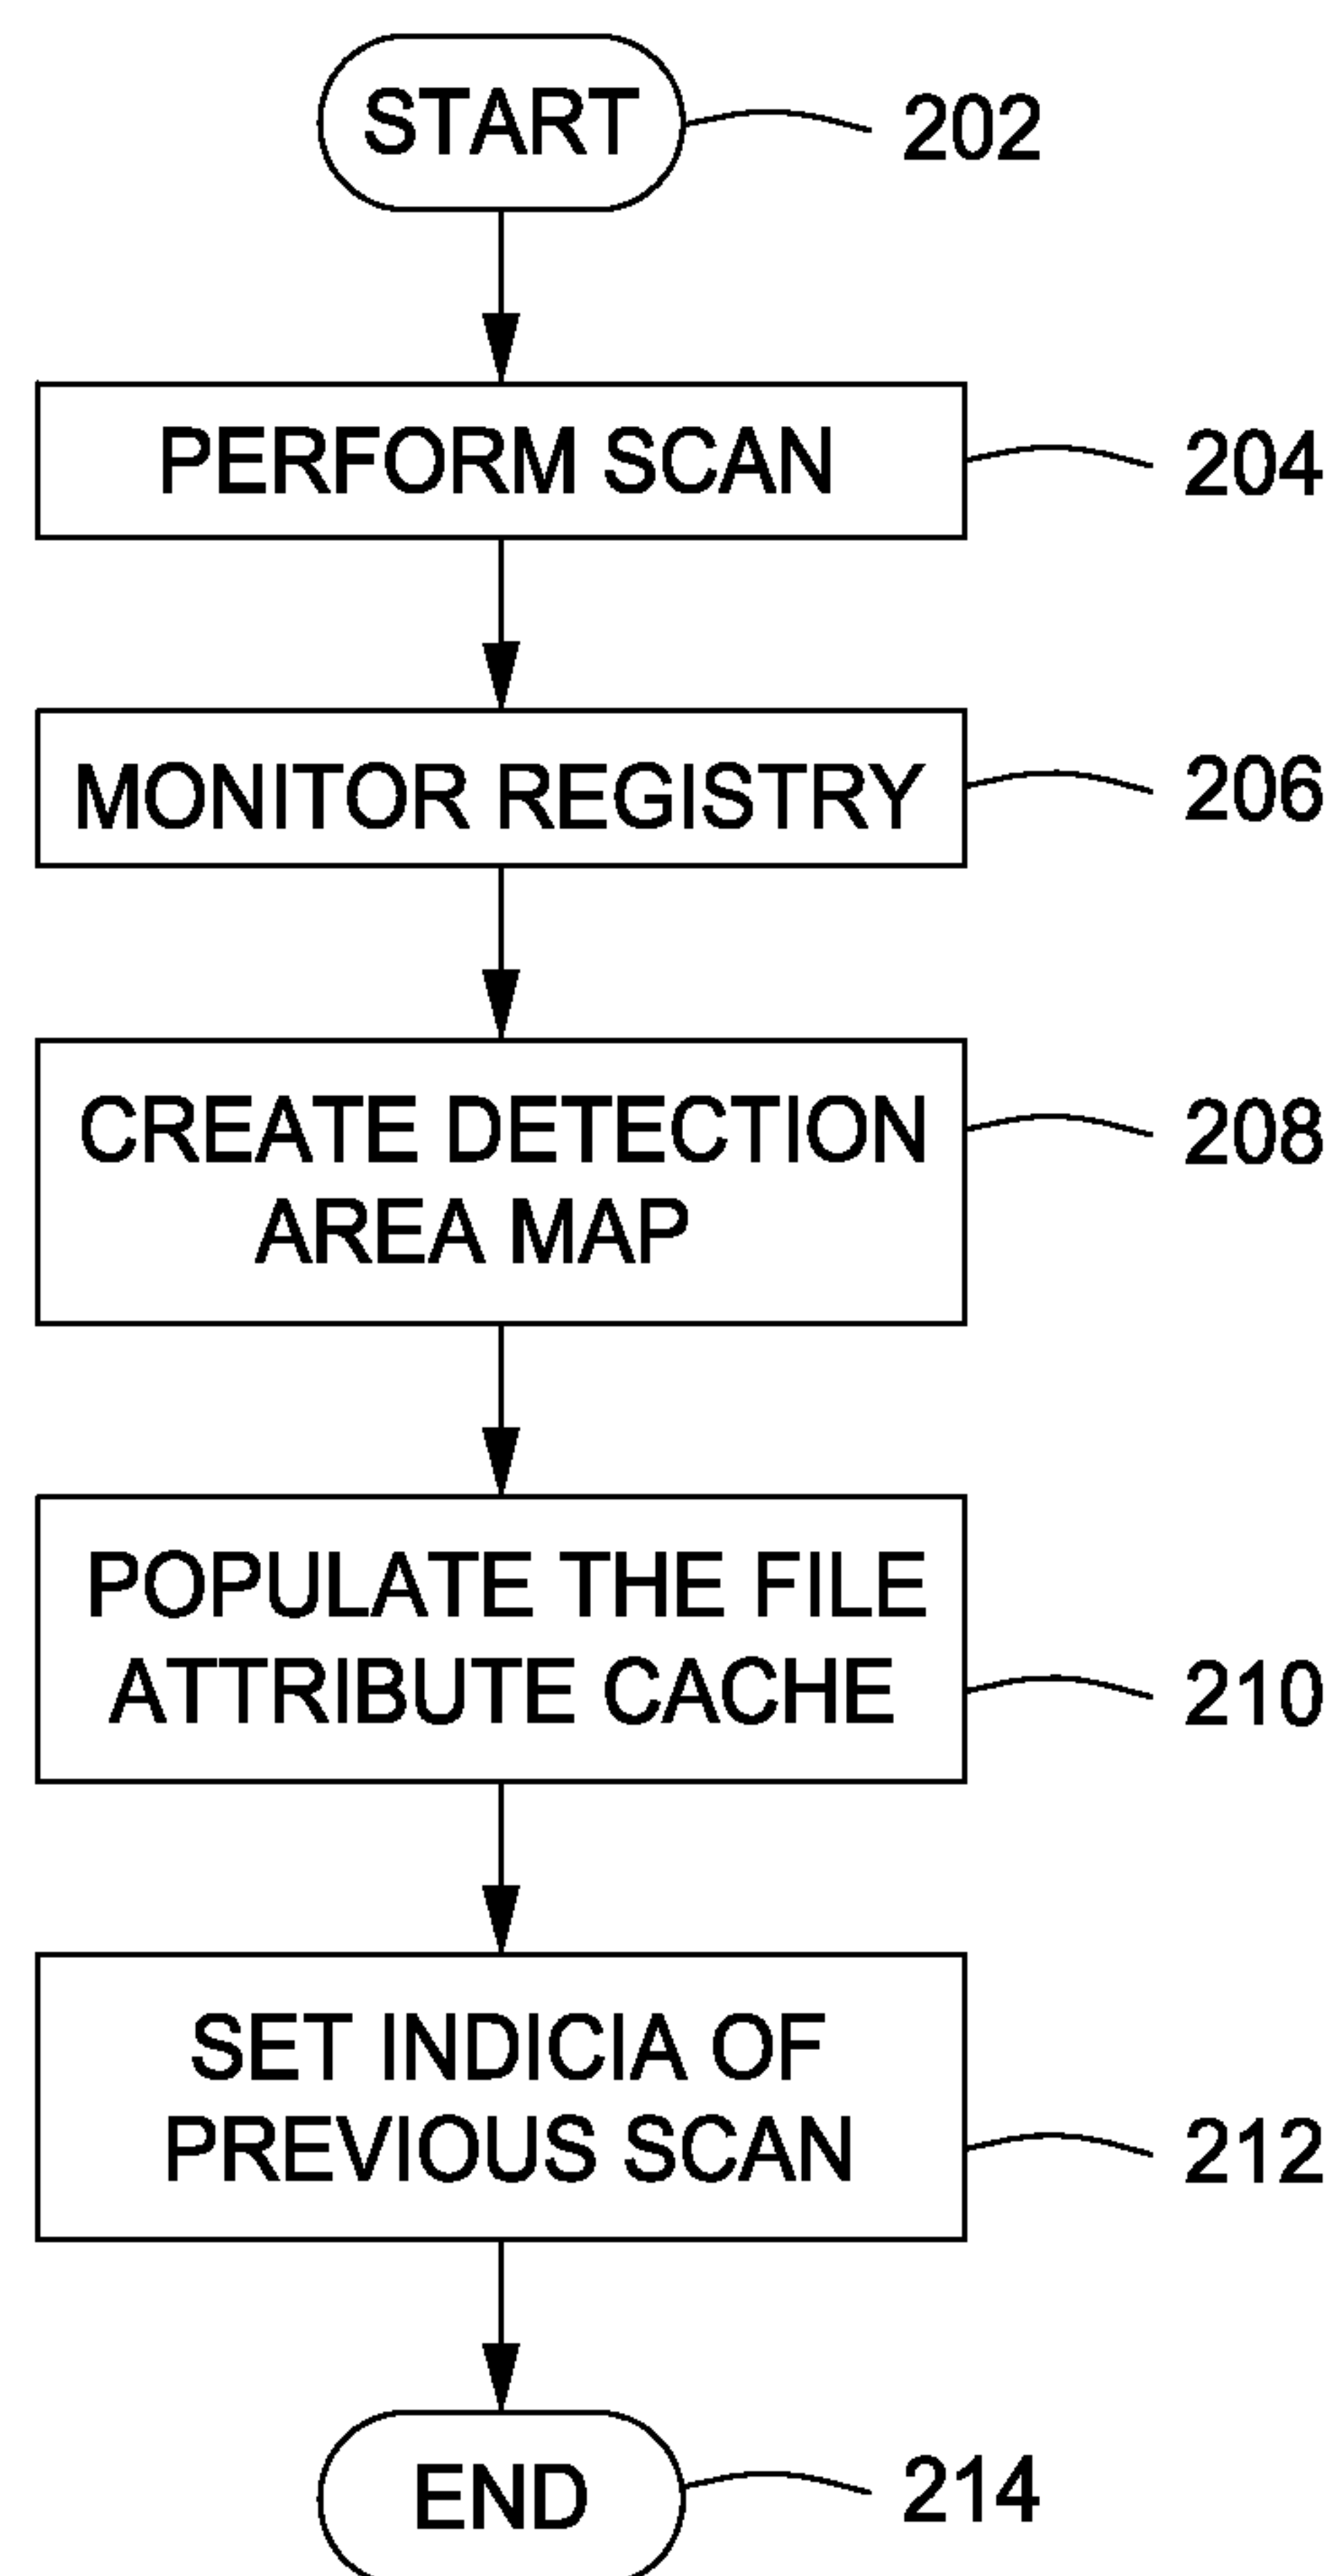 START
202
PERFORM SCAN
204
MONITOR REGISTRY
206
CREATE DETECTION
AREA MAP
208
POPULATE THE FILE
ATTRIBUTE CACHE
210
SET INDICIA OF
PREVIOUS SCAN
212
END
214